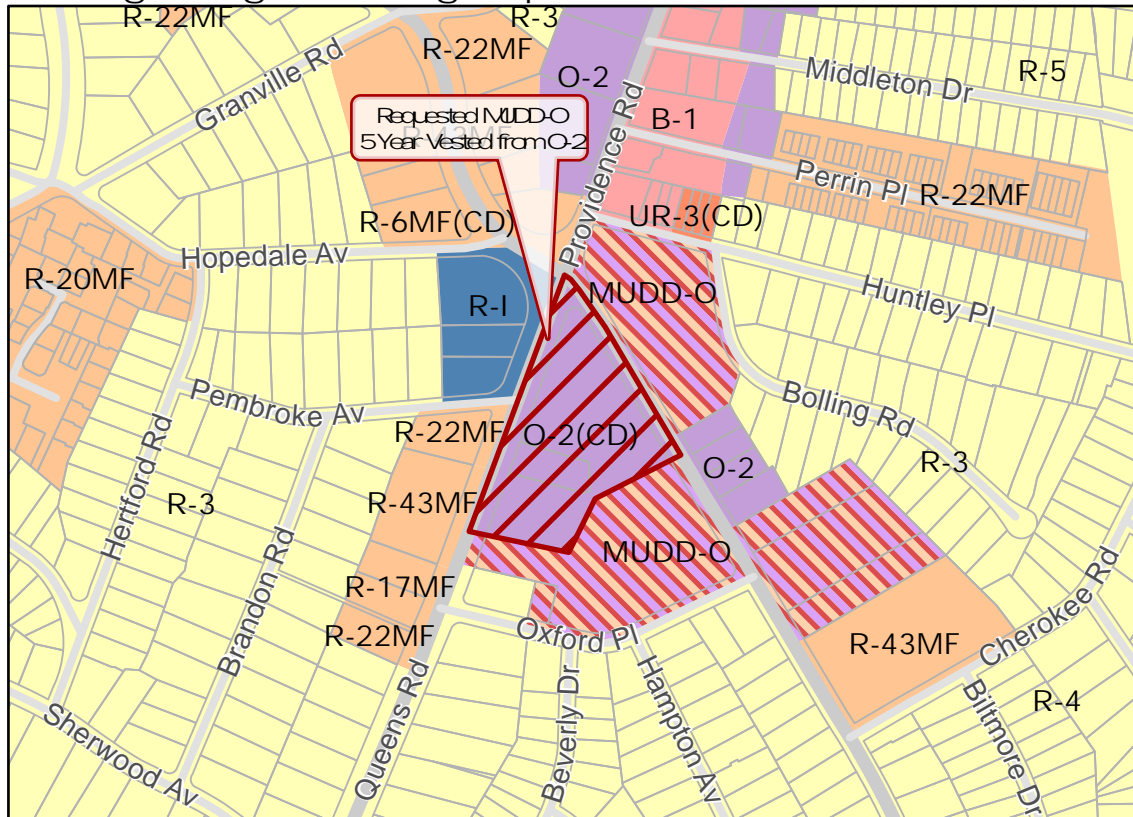 R-22MF
R-3
R-22MF
Granville Rd
O-2
Middleton Dr
R-5
Requested MUDD-O
5 Year Vested from O-2
R-43MF
B-1
Providence Rd
Perrin Pl
R-22MF
R-6MF(CD)
UR-3(CD)
Hopedale Av
R-20MF
R-I
MUDD-O
Huntley Pl
Pembroke Av
Bolling Rd
R-22MF
O-2(CD)
O-2
R-3
Hertford Rd
R-3
R-43MF
Brandon Rd
MUDD-O
R-17MF
R-22MF
Oxford Pl
R-43MF
Cherokee Rd
Queens Rd
Beverly Dr
Hampton Av
R-4
Biltmore Dr
Sherwood Av